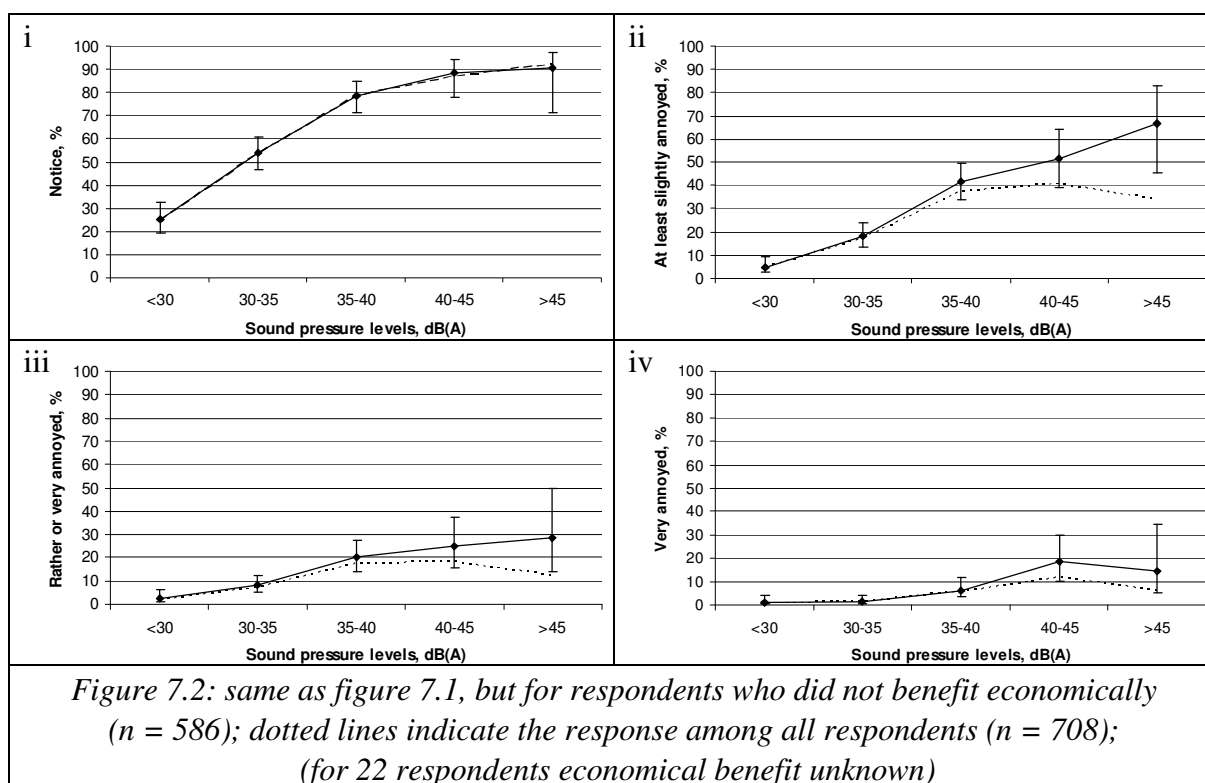 i
Notice, %
100
90
80
70
60
50
40
30
20
10
0
<30 30-35 35-40 40-45 >45
Sound pressure levels, dB(A)
ii
At least slightly annoyed, %
100
90
80
70
60
50
40
30
20
10
0
<30 30-35 35-40 40-45 >45
Sound pressure levels, dB(A)
iii
Rather or very annoyed, %
100
90
80
70
60
50
40
30
20
10
0
<30 30-35 35-40 40-45 >45
Sound pressure levels, dB(A)
iv
Very annoyed, %
100
90
80
70
60
50
40
30
20
10
0
<30 30-35 35-40 40-45 >45
Sound pressure levels, dB(A)
Figure 7.2: same as figure 7.1, but for respondents who did not benefit economically
(n = 586); dotted lines indicate the response among all respondents (n = 708);
(for 22 respondents economical benefit unknown)